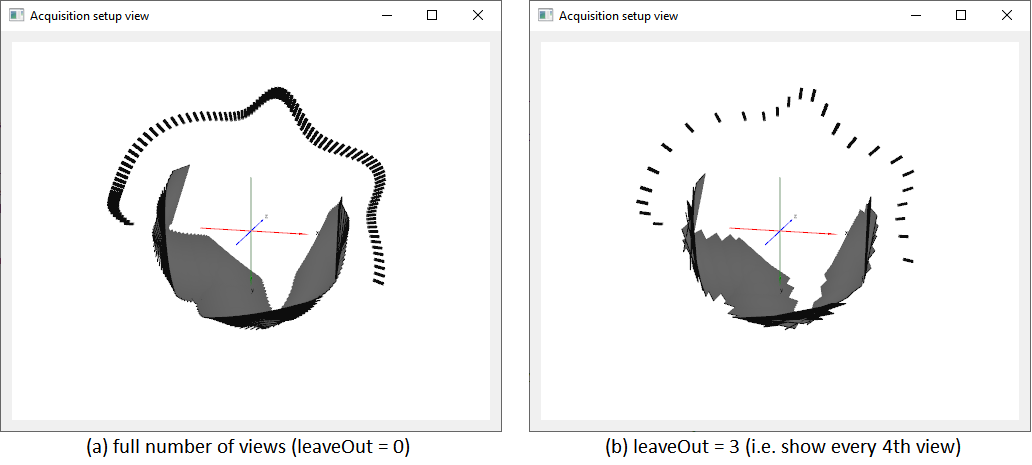 Acquisition setup view
Acquisition setup view
z
x
y
z
x
y
(a) full number of views (leaveOut = 0)
(b) leaveOut = 3 (i.e. show every 4th view)